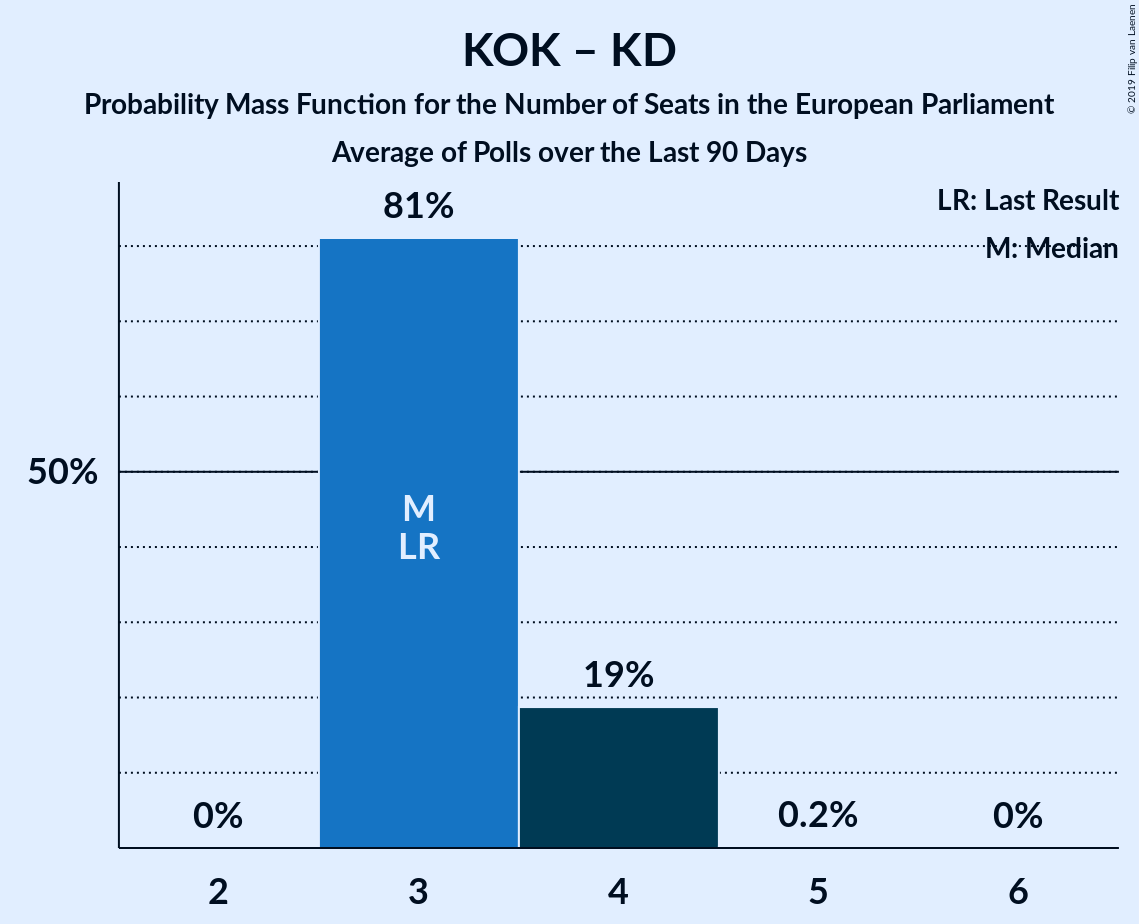 KOK – KD
Probability Mass Function for the Number of Seats in the European Parliament
Average of Polls over the Last 90 Days
© 2019 Filip van Laenen
LR: Last Result
M: Median
81%
50%
M
LR
19%
0%
0.2%
0%
2
3
4
5
6